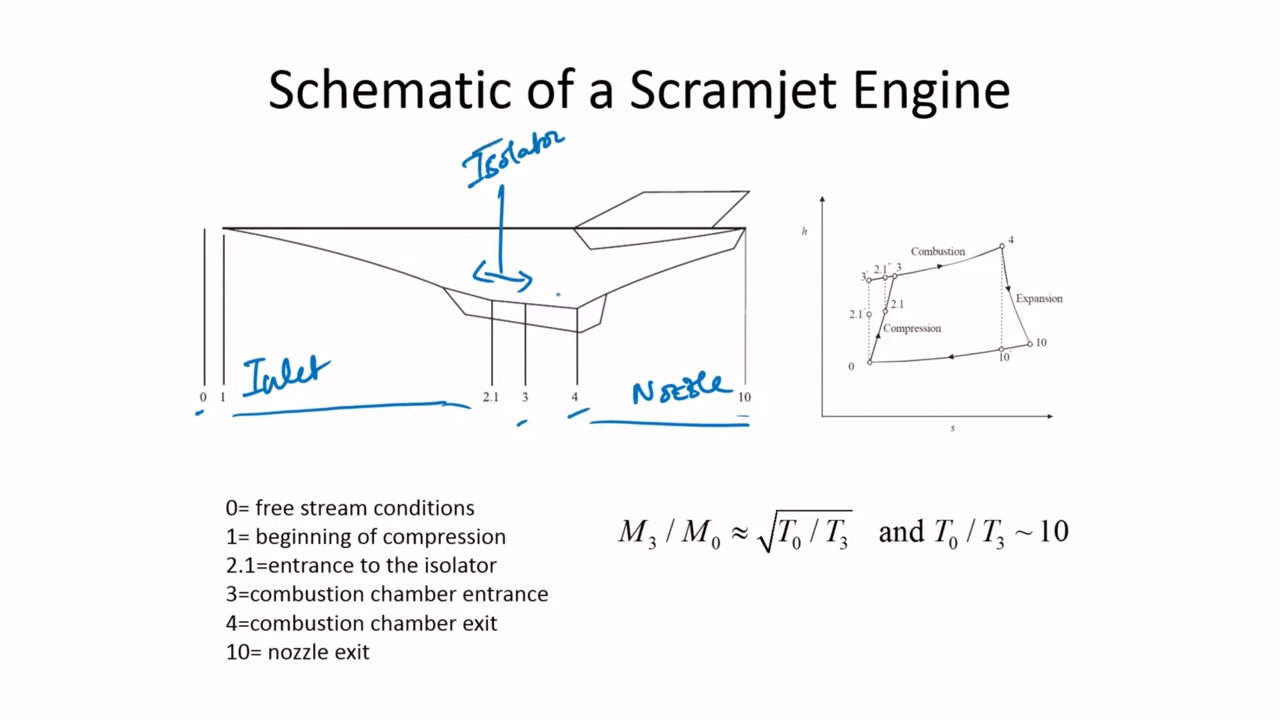 Schematic of a Scramjet Engine
Isolator
h
4
Combustion
3' 2.1" 3
2.1
Expansion
2.1'
Compression
10
10'
0
Inlet
Nozzle
0 1 2.1 3 4 10
s
0= free stream conditions
1= beginning of compression
2.1=entrance to the isolator
3=combustion chamber entrance
4=combustion chamber exit
10= nozzle exit
M₃ / M₀ ≈ √T₀ / T₃ and T₀ / T₃ ~ 10